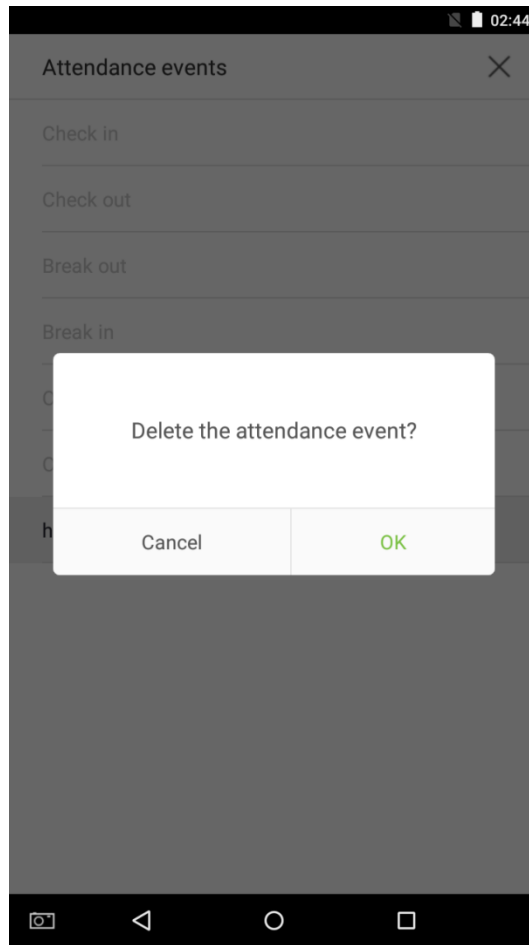 02:44
Attendance events
Check in
Check out
Break out
Break in
Delete the attendance event?
Cancel
OK